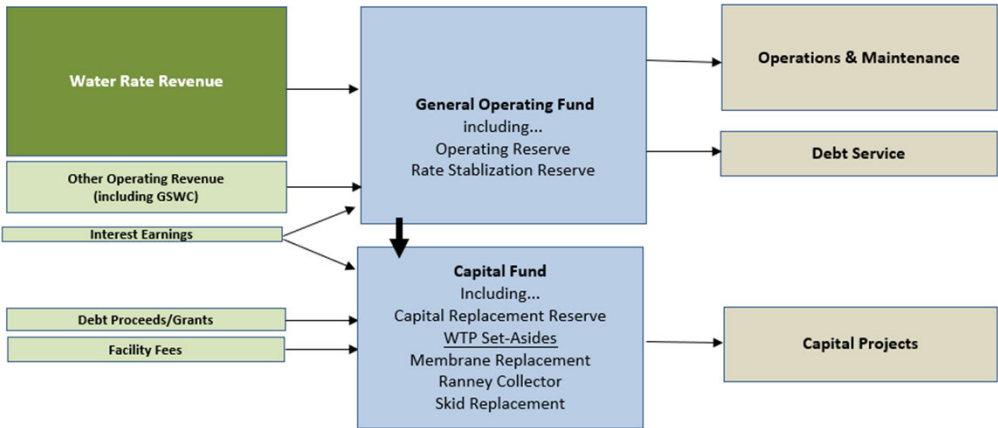 Water Rate Revenue
Other Operating Revenue
(including GSWC)
Interest Earnings
Debt Proceeds/Grants
Facility Fees
General Operating Fund
including...
Operating Reserve
Rate Stablization Reserve
Capital Fund
Including...
Capital Replacement Reserve
WTP Set-Asides
Membrane Replacement
Ranney Collector
Skid Replacement
Operations & Maintenance
Debt Service
Capital Projects